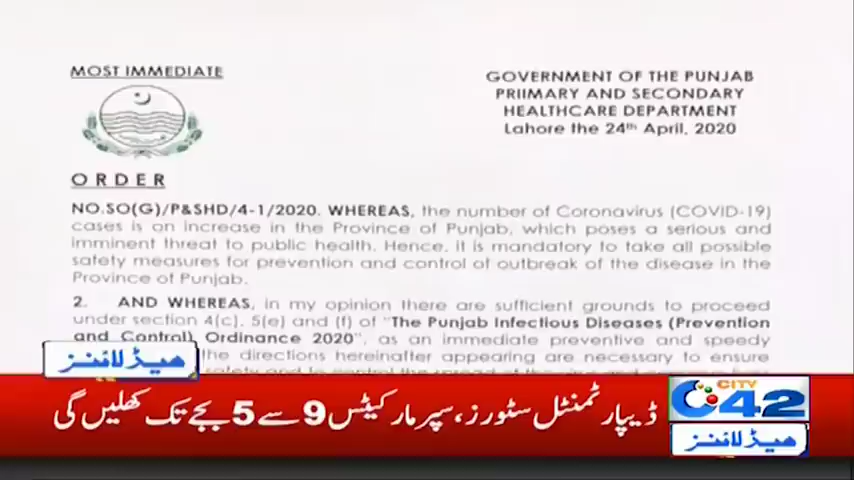 MOST IMMEDIATE
GOVERNMENT OF THE PUNJAB
PRIIMARY AND SECONDARY
HEALTHCARE DEPARTMENT
Lahore the 24th April, 2020
ORDER
NO.SO(G)/P&SHD/4-1/2020. WHEREAS, the number of Coronavirus (COVID-19)
cases is on increase in the Province of Punjab, which poses a serious and
imminent threat to public health. Hence, it is mandatory to take all possible
safety measures for prevention and control of outbreak of the disease in the
Province of Punjab.
2. AND WHEREAS, in my opinion there are sufficient grounds to proceed
under section 4(c), 5(e) and (f) of "The Punjab Infectious Diseases (Prevention
and Control) Ordinance 2020", as an immediate preventive and speedy
the directions hereinafter appearing are necessary to ensure
ہیڈلائنز
ڈیپارٹمنٹل سٹورز، سپر مارکیٹس 9 سے 5 بجے تک کھلیں گی
CITY
42
ہیڈلائنز